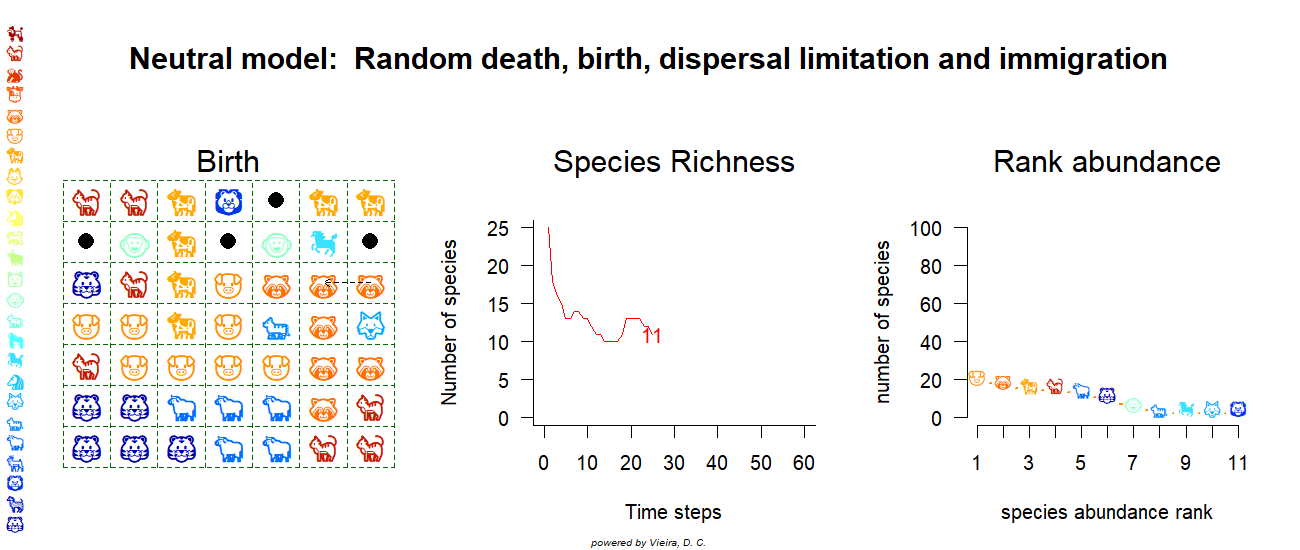 Neutral model:  Random death, birth, dispersal limitation and immigration
Birth
Species Richness
Rank abundance
Number of species
25
20
15
10
5
0
11
0 10 20 30 40 50 60
Time steps
number of species
100
80
60
40
20
0
1 3 5 7 9 11
species abundance rank
powered by Vieira, D. C.